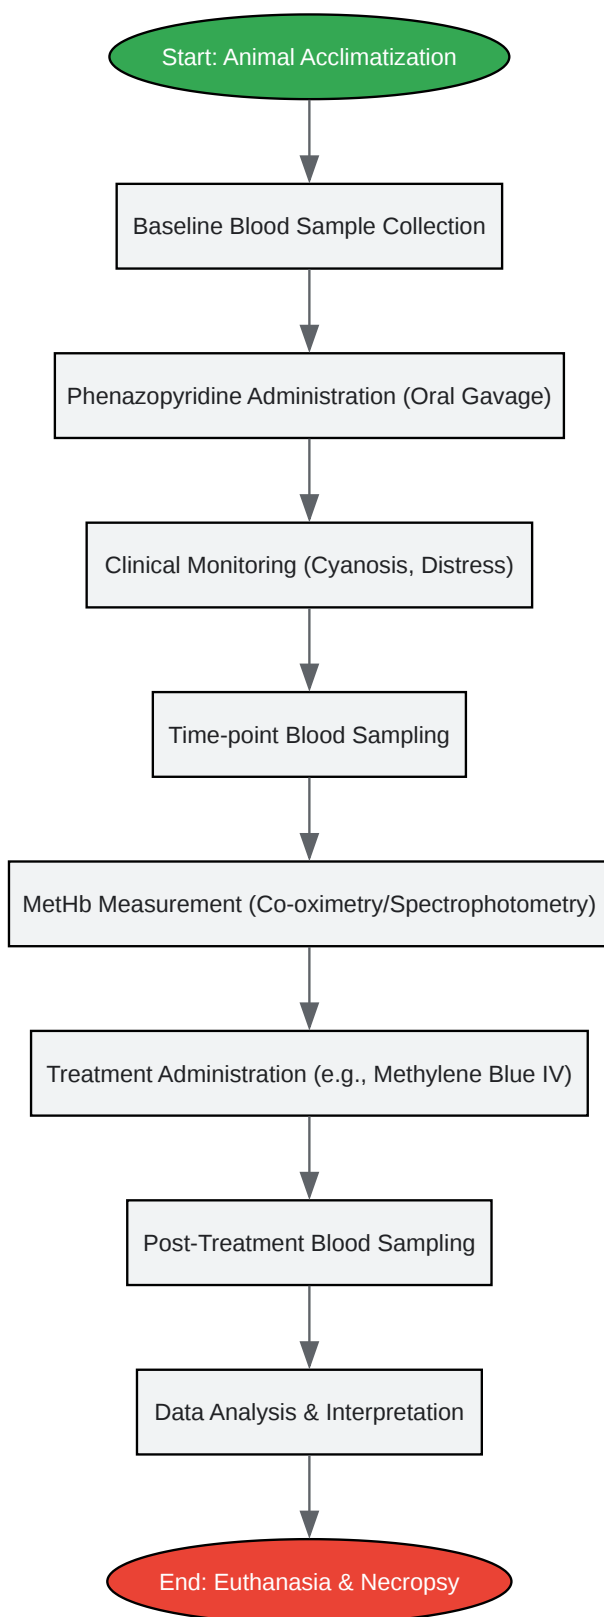 Start: Animal Acclimatization
Baseline Blood Sample Collection
Phenazopyridine Administration (Oral Gavage)
Clinical Monitoring (Cyanosis, Distress)
Time-point Blood Sampling
MetHb Measurement (Co-oximetry/Spectrophotometry)
Treatment Administration (e.g., Methylene Blue IV)
Post-Treatment Blood Sampling
Data Analysis & Interpretation
End: Euthanasia & Necropsy